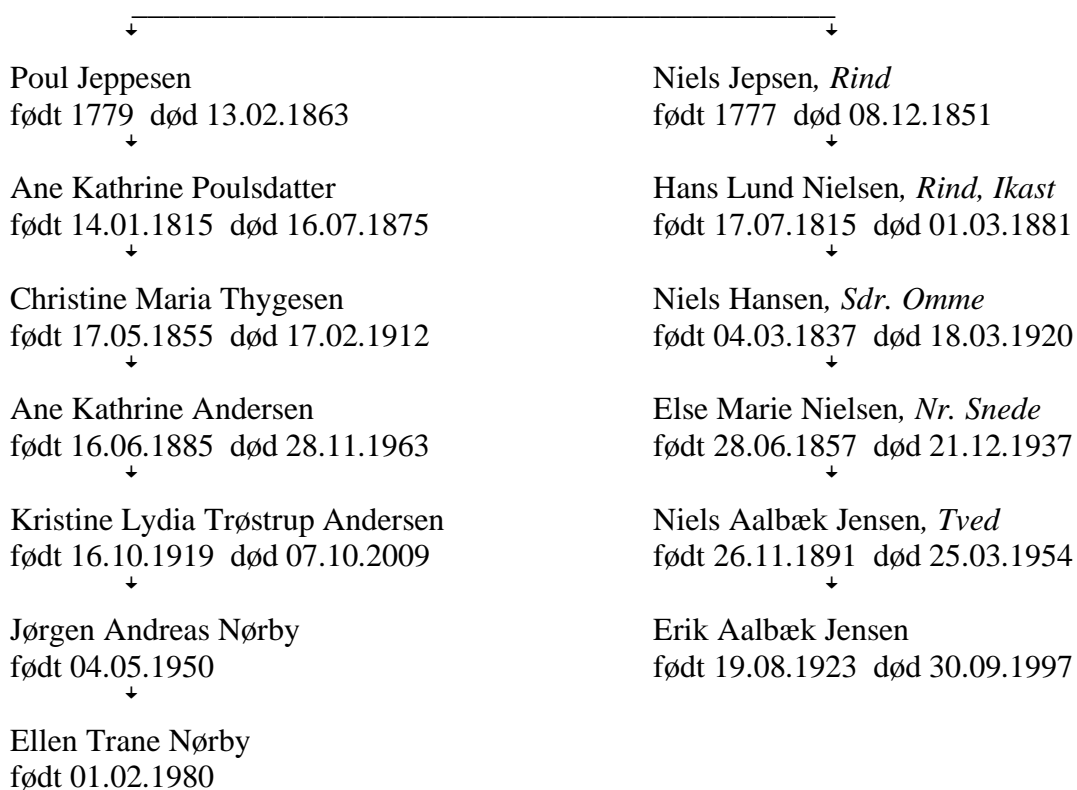 Poul Jeppesen
født 1779 død 13.02.1863
Ane Kathrine Poulsdatter
født 14.01.1815 død 16.07.1875
Christine Maria Thygesen
født 17.05.1855 død 17.02.1912
Ane Kathrine Andersen
født 16.06.1885 død 28.11.1963
Kristine Lydia Trøstrup Andersen
født 16.10.1919 død 07.10.2009
Jørgen Andreas Nørby
født 04.05.1950
Ellen Trane Nørby
født 01.02.1980
Niels Jepsen, Rind
født 1777 død 08.12.1851
Hans Lund Nielsen, Rind, Ikast
født 17.07.1815 død 01.03.1881
Niels Hansen, Sdr. Omme
født 04.03.1837 død 18.03.1920
Else Marie Nielsen, Nr. Snede
født 28.06.1857 død 21.12.1937
Niels Aalbæk Jensen, Tved
født 26.11.1891 død 25.03.1954
Erik Aalbæk Jensen
født 19.08.1923 død 30.09.1997